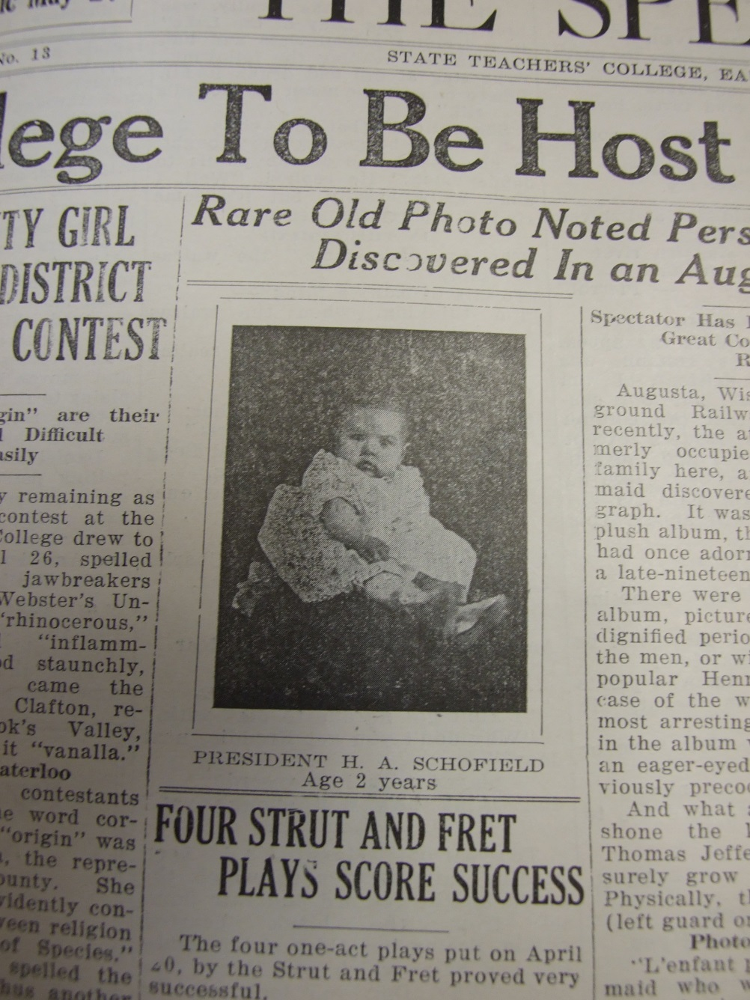 THE SPE
No. 13
STATE TEACHERS' COLLEGE, EA
lege To Be Host
TY GIRL
DISTRICT
CONTEST
gin" are their
Difficult
asily
y remaining as
contest at the
College drew to
26, spelled
jawbreakers
Webster's Un-
"rhinocerous,"
"inflamm-
staunchly,
came the
Clafton, re-
ok's Valley,
it "vanalla."
aterloo
contestants
e word cor-
"origin" was
, the repre-
ounty. She
vidently con-
veen religion
of Species."
spelled the
hus another
Rare Old Photo Noted Pers
Discovered In an Aug
PRESIDENT H. A. SCHOFIELD
Age 2 years
FOUR STRUT AND FRET
PLAYS SCORE SUCCESS
The four one-act plays put on April
20, by the Strut and Fret proved very
successful.
Spectator Has
Great Co
R
Augusta, Wis
ground Railw
recently, the a
merly occupie
family here, a
maid discovere
graph. It was
plush album, th
had once adorn
a late-nineteen
There were
album, picture
dignified perio
the men, or wi
popular Henr
case of the w
most arresting
in the album
an eager-eyed
viously precoc
And what
shone the
Thomas Jeffe
surely grow
Physically, t
(left guard o
Photo
"L'enfant
maid who w